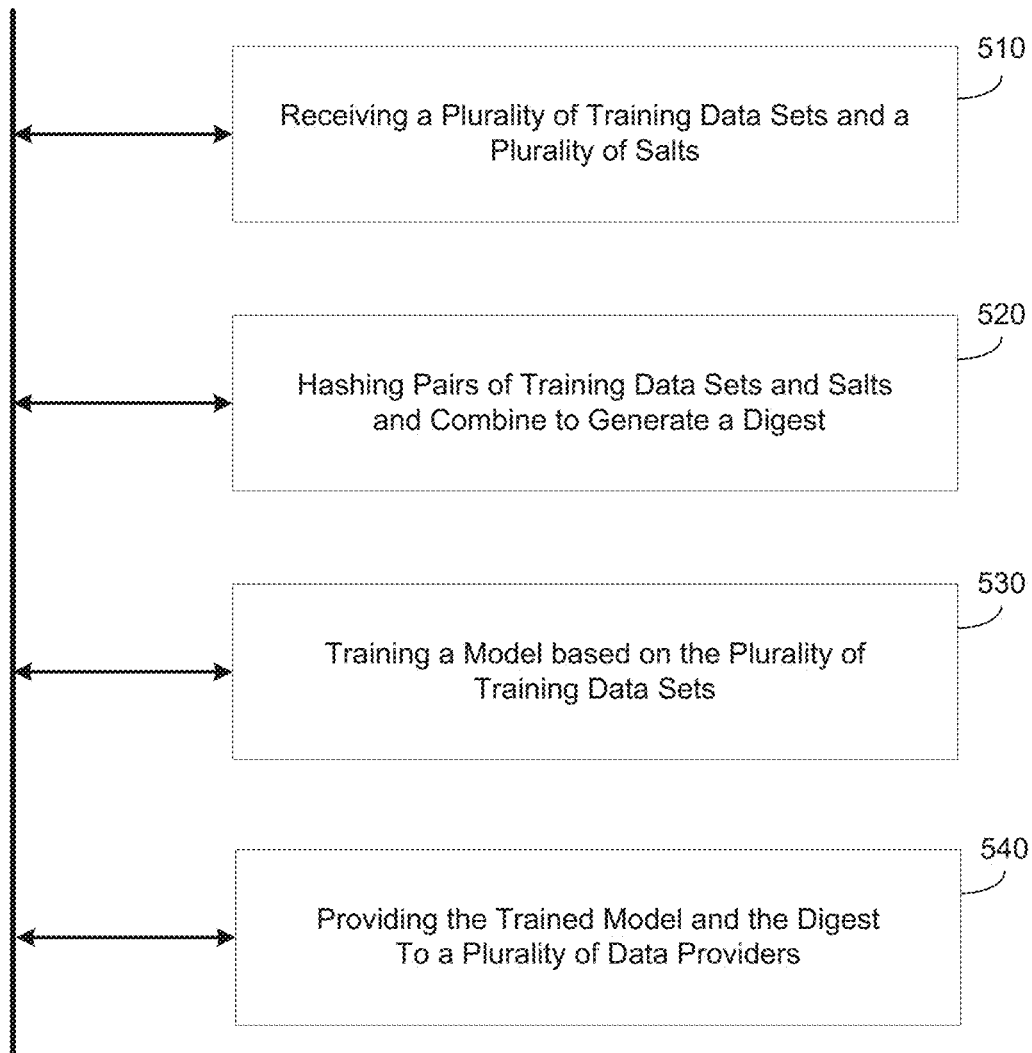 510
Receiving a Plurality of Training Data Sets and a
Plurality of Salts
520
Hashing Pairs of Training Data Sets and Salts
and Combine to Generate a Digest
530
Training a Model based on the Plurality of
Training Data Sets
540
Providing the Trained Model and the Digest
To a Plurality of Data Providers